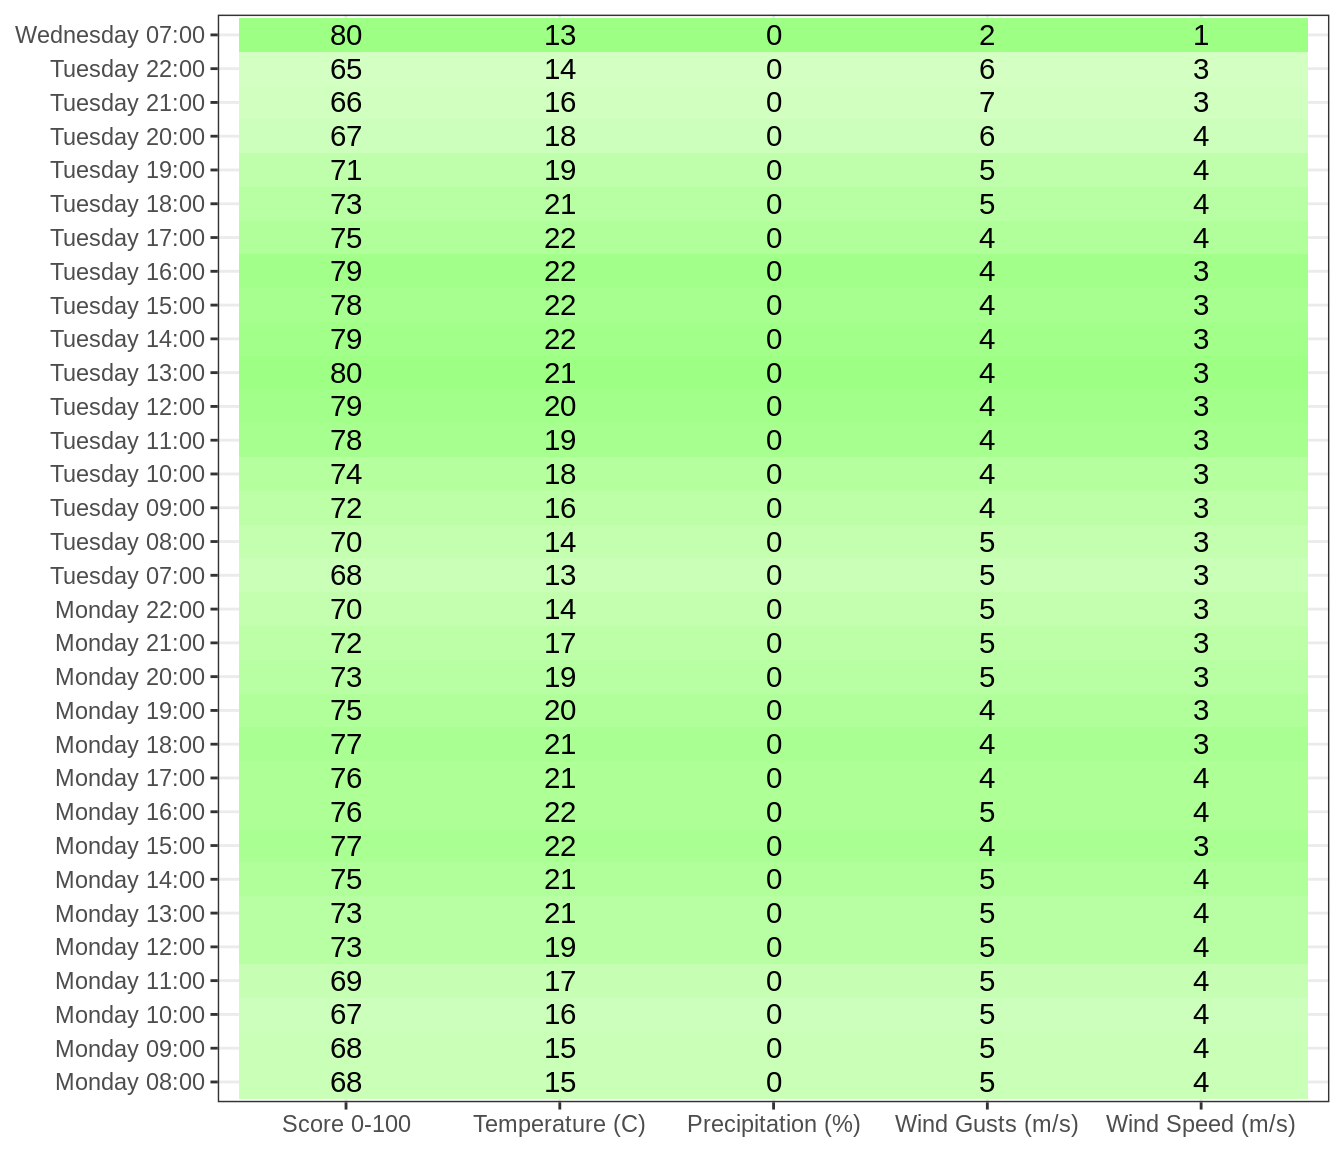 Wednesday 07:00 80 13 0 2 1
Tuesday 22:00 65 14 0 6 3
Tuesday 21:00 66 16 0 7 3
Tuesday 20:00 67 18 0 6 4
Tuesday 19:00 71 19 0 5 4
Tuesday 18:00 73 21 0 5 4
Tuesday 17:00 75 22 0 4 4
Tuesday 16:00 79 22 0 4 3
Tuesday 15:00 78 22 0 4 3
Tuesday 14:00 79 22 0 4 3
Tuesday 13:00 80 21 0 4 3
Tuesday 12:00 79 20 0 4 3
Tuesday 11:00 78 19 0 4 3
Tuesday 10:00 74 18 0 4 3
Tuesday 09:00 72 16 0 4 3
Tuesday 08:00 70 14 0 5 3
Tuesday 07:00 68 13 0 5 3
Monday 22:00 70 14 0 5 3
Monday 21:00 72 17 0 5 3
Monday 20:00 73 19 0 5 3
Monday 19:00 75 20 0 4 3
Monday 18:00 77 21 0 4 3
Monday 17:00 76 21 0 4 4
Monday 16:00 76 22 0 5 4
Monday 15:00 77 22 0 4 3
Monday 14:00 75 21 0 5 4
Monday 13:00 73 21 0 5 4
Monday 12:00 73 19 0 5 4
Monday 11:00 69 17 0 5 4
Monday 10:00 67 16 0 5 4
Monday 09:00 68 15 0 5 4
Monday 08:00 68 15 0 5 4
Score 0-100 Temperature (C) Precipitation (%) Wind Gusts (m/s) Wind Speed (m/s)